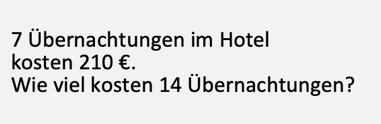 7 Übernachtungen im Hotel
kosten 210 €.
Wie viel kosten 14 Übernachtungen?